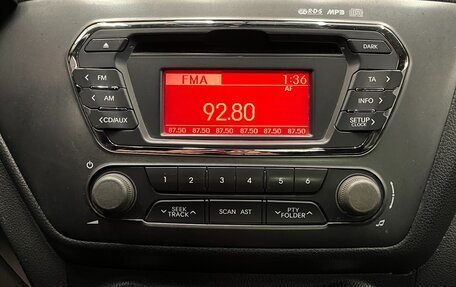 RDS MP3
DARK
FM
AM
CD/AUX
FMA 1:36
AF
92.80
87.50 87.50 87.50 87.50 87.50 87.50
TA
INFO
SETUP
CLOCK
1 2 3 4 5 6
SEEK
TRACK
SCAN AST
PTY
FOLDER